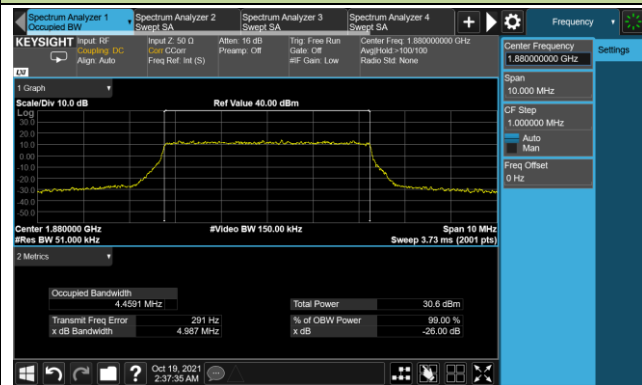 Spectrum Analyzer 1
Occupied BW
Spectrum Analyzer 2
Swept SA
Spectrum Analyzer 3
Swept SA
Spectrum Analyzer 4
Swept SA
+
Frequency
KEYSIGHT
Input: RF
Coupling: DC
Align: Auto
Input Z: 50 Ω
Corr CCorr
Freq Ref: Int (S)
Atten: 16 dB
Preamp: Off
Trig: Free Run
Gate: Off
#IF Gain: Low
Center Freq: 1.880000000 GHz
Avg|Hold:>100/100
Radio Std: None
LXI
Center Frequency
1.880000000 GHz
Settings
Span
10.000 MHz
CF Step
1.000000 MHz
Auto
Man
Freq Offset
0 Hz
1 Graph
Scale/Div 10.0 dB
Ref Value 40.00 dBm
Log
30.0
20.0
10.0
0.00
-10.0
-20.0
-30.0
-40.0
-50.0
Center 1.880000 GHz
#Video BW 150.00 kHz
Span 10 MHz
#Res BW 51.000 kHz
Sweep 3.73 ms (2001 pts)
2 Metrics
Occupied Bandwidth
4.4591 MHz
Total Power
30.6 dBm
Transmit Freq Error
291 Hz
% of OBW Power
99.00 %
x dB Bandwidth
4.987 MHz
x dB
-26.00 dB
?
Oct 19, 2021
2:37:35 AM